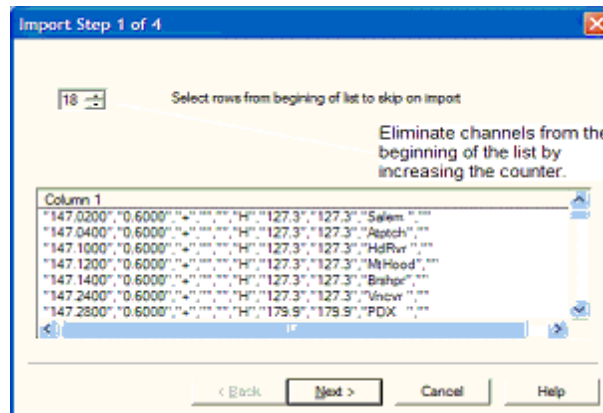 Import Step 1 of 4
18
Select rows from begining of list to skip on import
Eliminate channels from the
beginning of the list by
increasing the counter.
Column 1
"147.0200","0.6000","+","","","H","127.3","127.3","Salem ",""
"147.0400","0.6000","+","","","H","127.3","127.3","Atptch",""
"147.1000","0.6000","+","","","H","127.3","127.3","HdRvr ",""
"147.1200","0.6000","+","","","H","127.3","127.3","MtHood",""
"147.1400","0.6000","+","","","H","127.3","127.3","Brshpr",""
"147.2400","0.6000","+","","","H","127.3","127.3","Vncvr ",""
"147.2800","0.6000","+","","","H","179.9","179.9","PDX   ",""
< Back
Next >
Cancel
Help